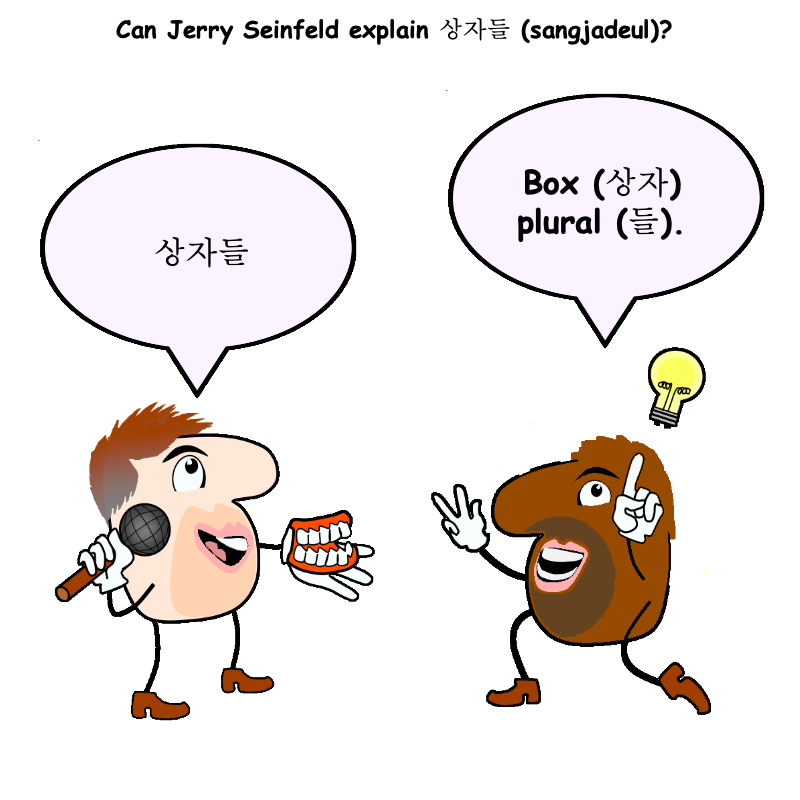 Can Jerry Seinfeld explain 상자들 (sangjadeul)?
상자들
Box (상자)
plural (들).